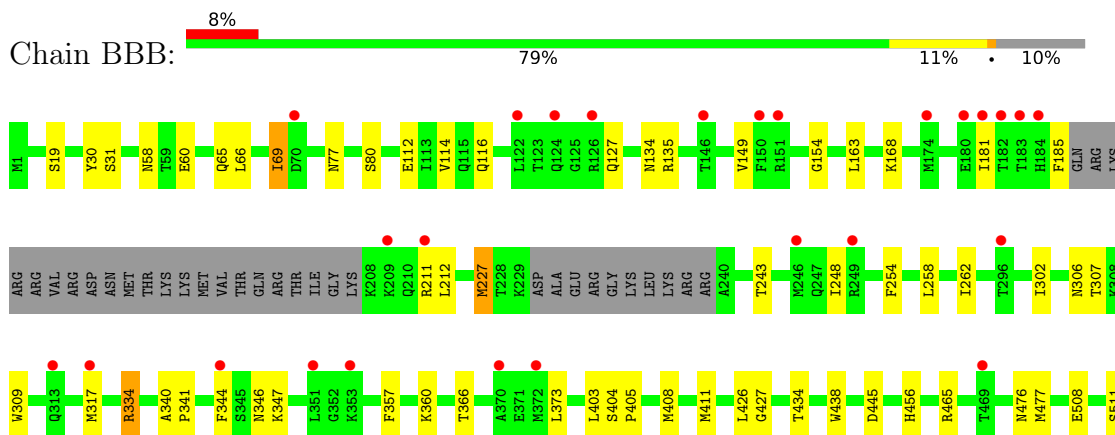 8%
Chain BBB:
79% 11% • 10%
M1 S19 Y30 S31 N58 T59 E60 Q65 L66 I69 D70 N77 S80 E112 I113 V114 Q115 Q116 L122 T123 Q124 G125 R126 Q127 N134 R135 T146 V149 F150 R151 G154 L163 K168 M174 E180 I181 T182 T183 H184 F185 GLN ARG LYS
ARG ARG VAL ARG ASP ASN MET THR LYS LYS MET VAL THR GLN ARG THR ILE GLY LYS K208 K209 Q210 R211 L212 M227 T228 K229 ASP ALA GLU ARG GLY LYS LEU LYS ARG ARG A240 T243 M246 Q247 I248 R249 F254 L258 I262 T296 I302 N306 T307 K308
W309 Q313 M317 R334 A340 P341 F344 S345 N346 K347 L351 G352 K353 F357 K360 T366 A370 E371 M372 L373 L403 S404 P405 M408 M411 L426 G427 T434 W438 D445 H456 R465 T469 N476 M477 E508 S511